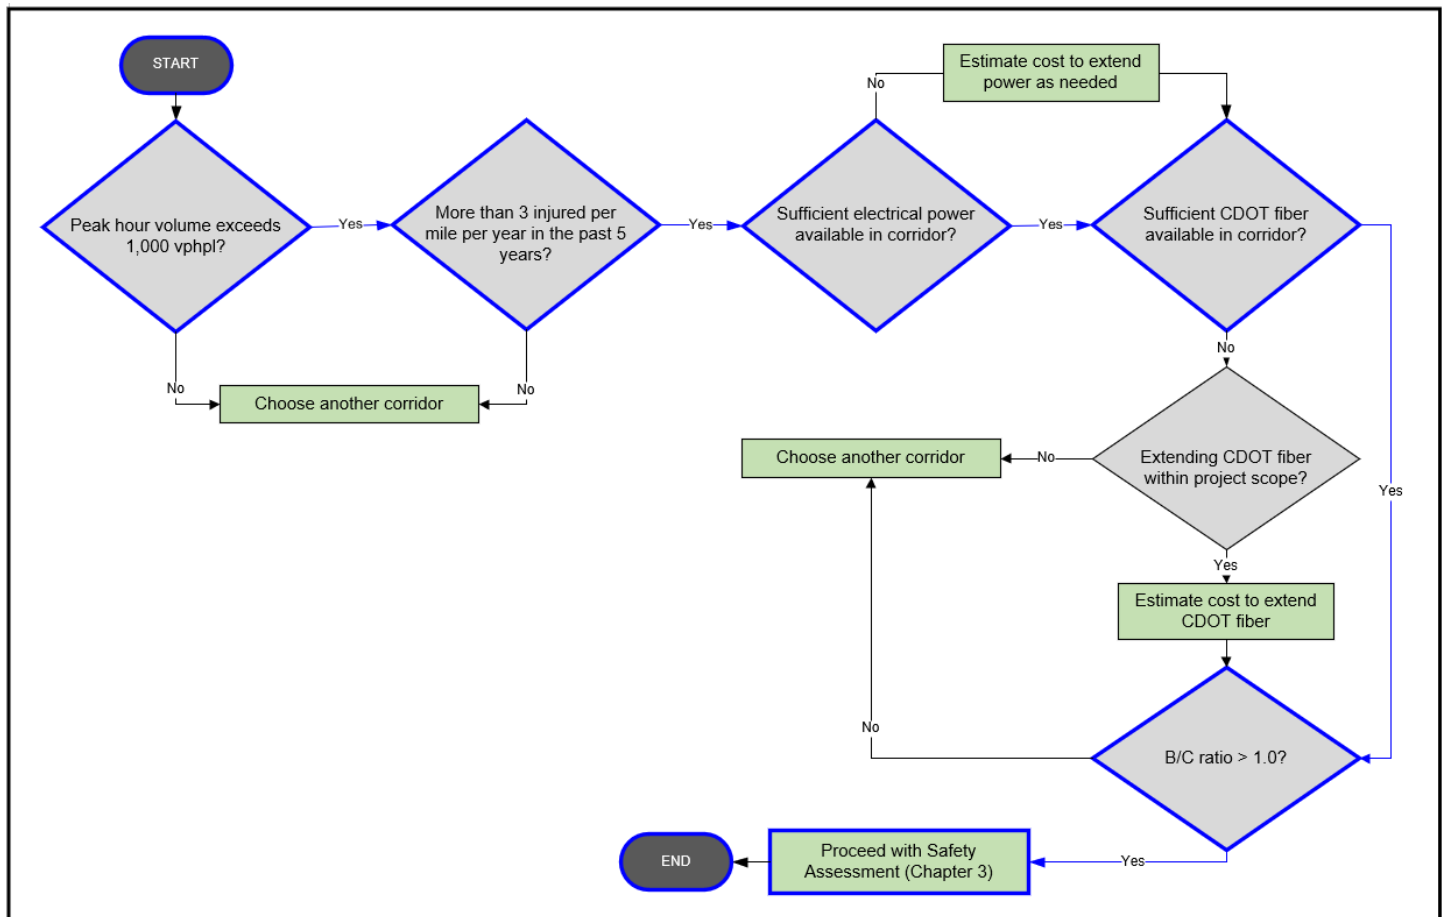 START
Peak hour volume exceeds
1,000 vphpl?
Yes
No
More than 3 injured per
mile per year in the past 5
years?
Yes
No
Choose another corridor
Sufficient electrical power
available in corridor?
No
Yes
Estimate cost to extend
power as needed
Sufficient CDOT fiber
available in corridor?
No
Yes
Extending CDOT fiber
within project scope?
No
Choose another corridor
Yes
Estimate cost to extend
CDOT fiber
B/C ratio > 1.0?
No
Yes
Proceed with Safety
Assessment (Chapter 3)
END